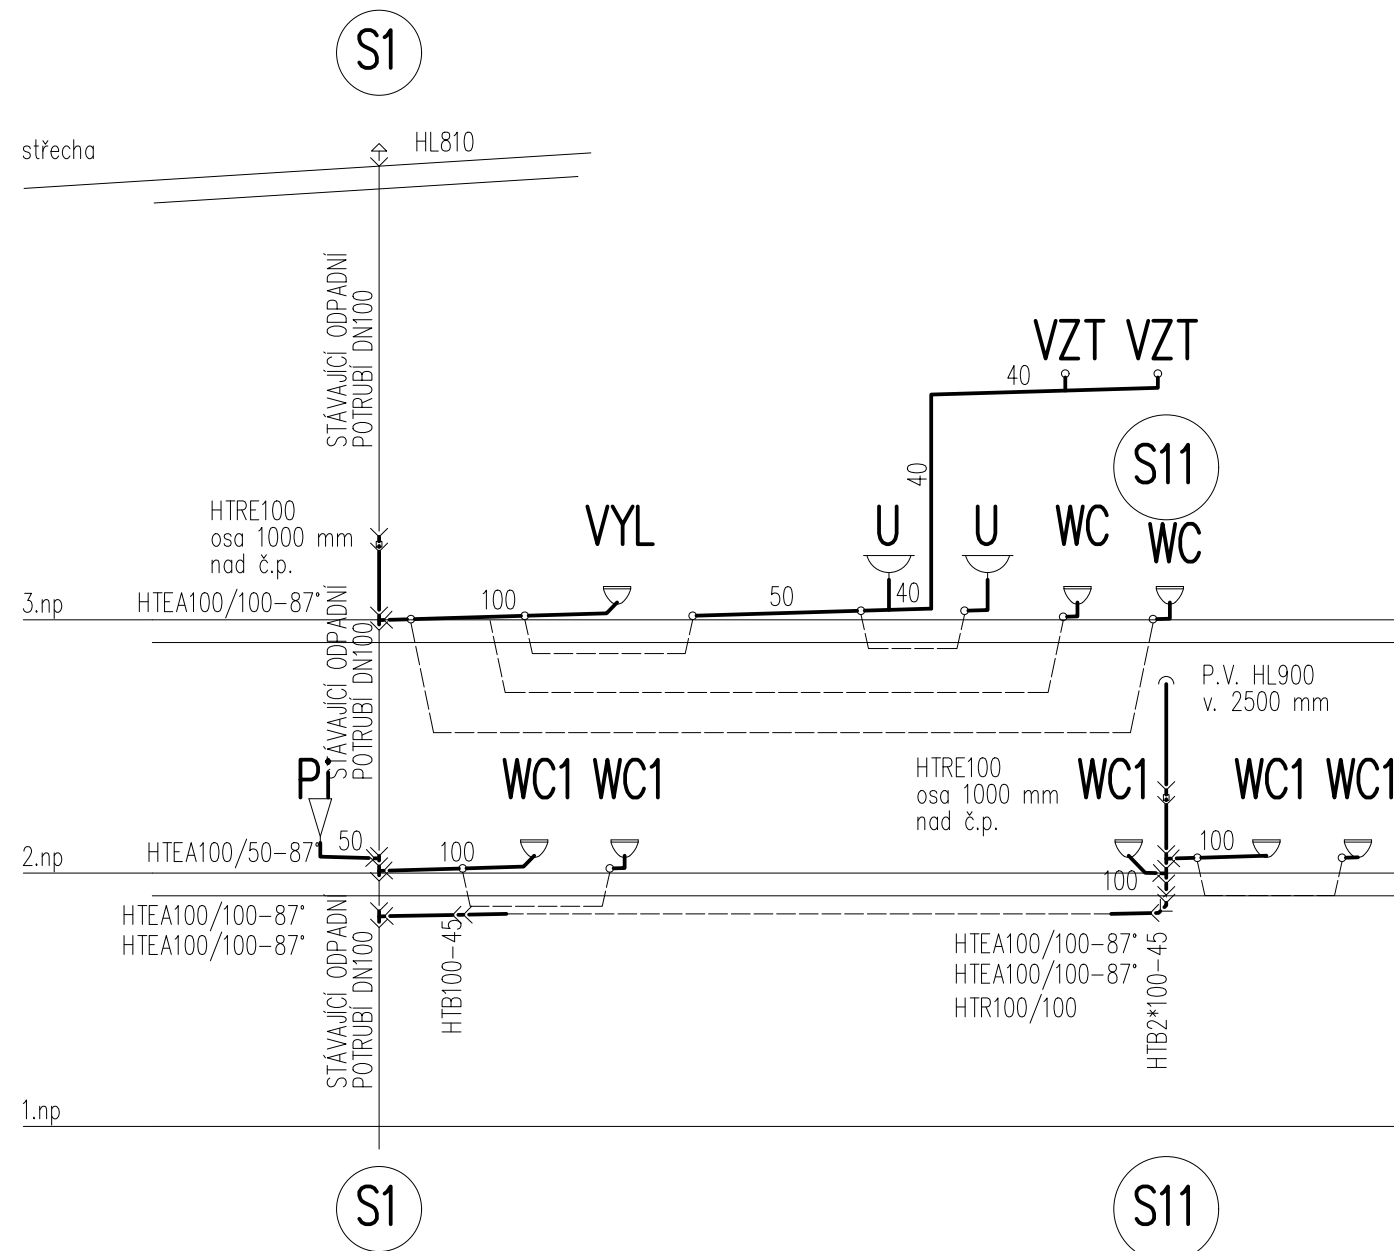 S1
HL810
střecha
STÁVAJÍCÍ ODPADNÍ
POTRUBÍ DN100
VZT VZT
40
40
S11
HTRE100
osa 1000 mm
nad č.p.
VYL
U
U
WC
WC
3.np
HTEA100/100-87°
100
50
40
STÁVAJÍCÍ ODPADNÍ
POTRUBÍ DN100
P.V. HL900
v. 2500 mm
Pi
WC1 WC1
HTRE100
osa 1000 mm
nad č.p.
WC1
WC1 WC1
2.np
HTEA100/50-87°
50
100
100
100
HTEA100/100-87°
HTEA100/100-87°
STÁVAJÍCÍ ODPADNÍ
POTRUBÍ DN100
HTB100-45
HTEA100/100-87°
HTEA100/100-87°
HTR100/100
HTB2*100-45
1.np
S1
S11